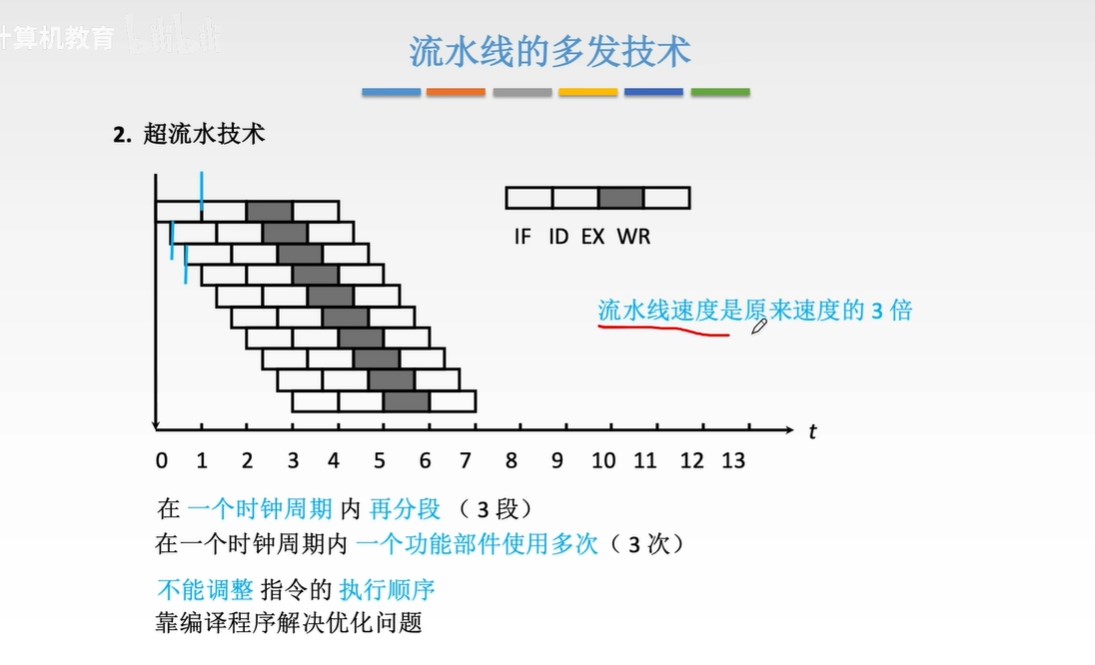 计算机教育 bilibili
流水线的多发技术
2. 超流水技术
IF ID EX WR
流水线速度是原来速度的 3 倍
t
0 1 2 3 4 5 6 7 8 9 10 11 12 13
在 一个时钟周期 内 再分段 （ 3 段）
在一个时钟周期内 一个功能部件使用多次（ 3 次）
不能调整 指令的 执行顺序
靠编译程序解决优化问题